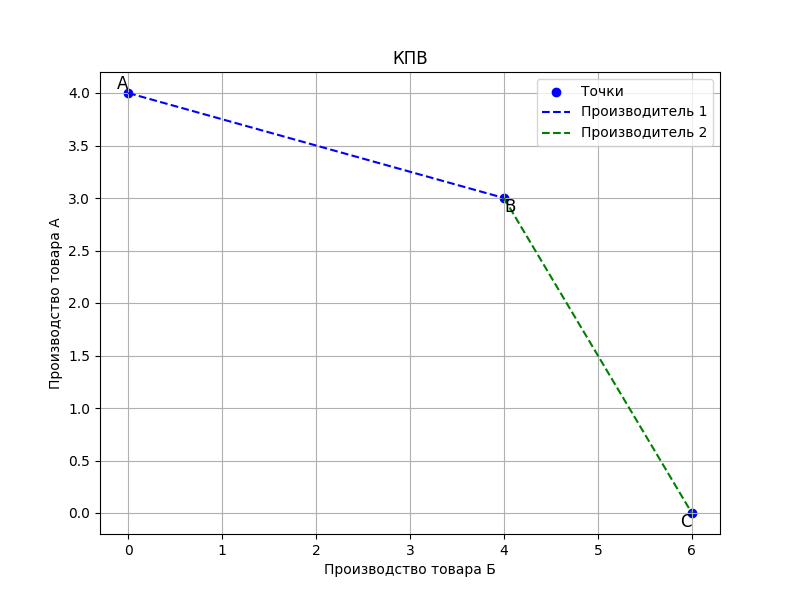 КПВ
A
Точки
Производитель 1
Производитель 2
4.0
3.5
3.0
2.5
2.0
1.5
1.0
0.5
0.0
B
C
Производство товара А
0 1 2 3 4 5 6
Производство товара Б